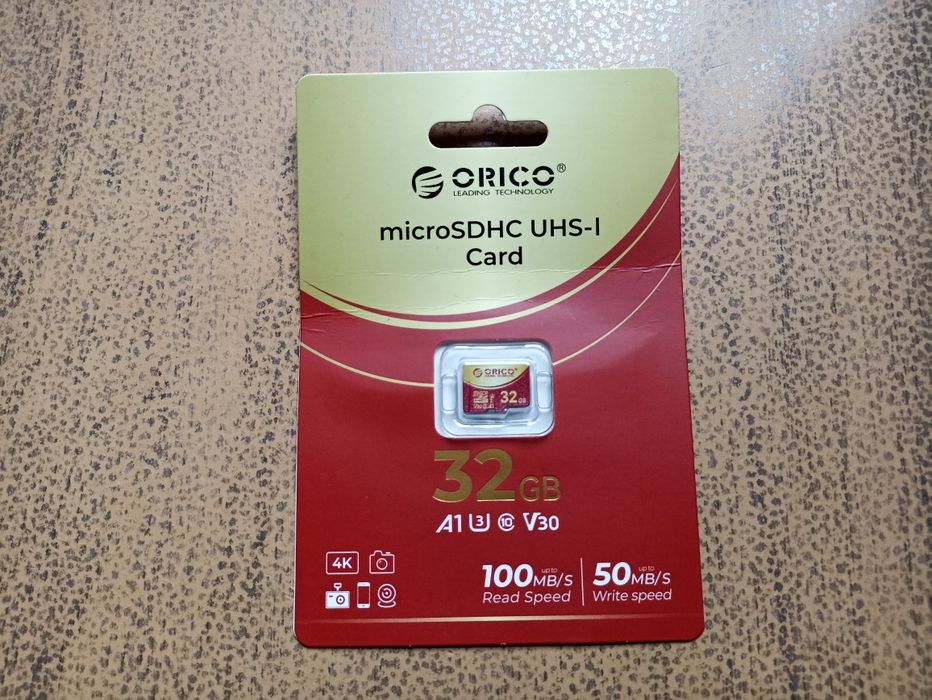 ORICO®
LEADING TECHNOLOGY
microSDHC UHS-I
Card
ORICO
32GB
32GB
A1 U3 10 V30
4K
up to
100MB/S
Read Speed
up to
50MB/S
Write speed